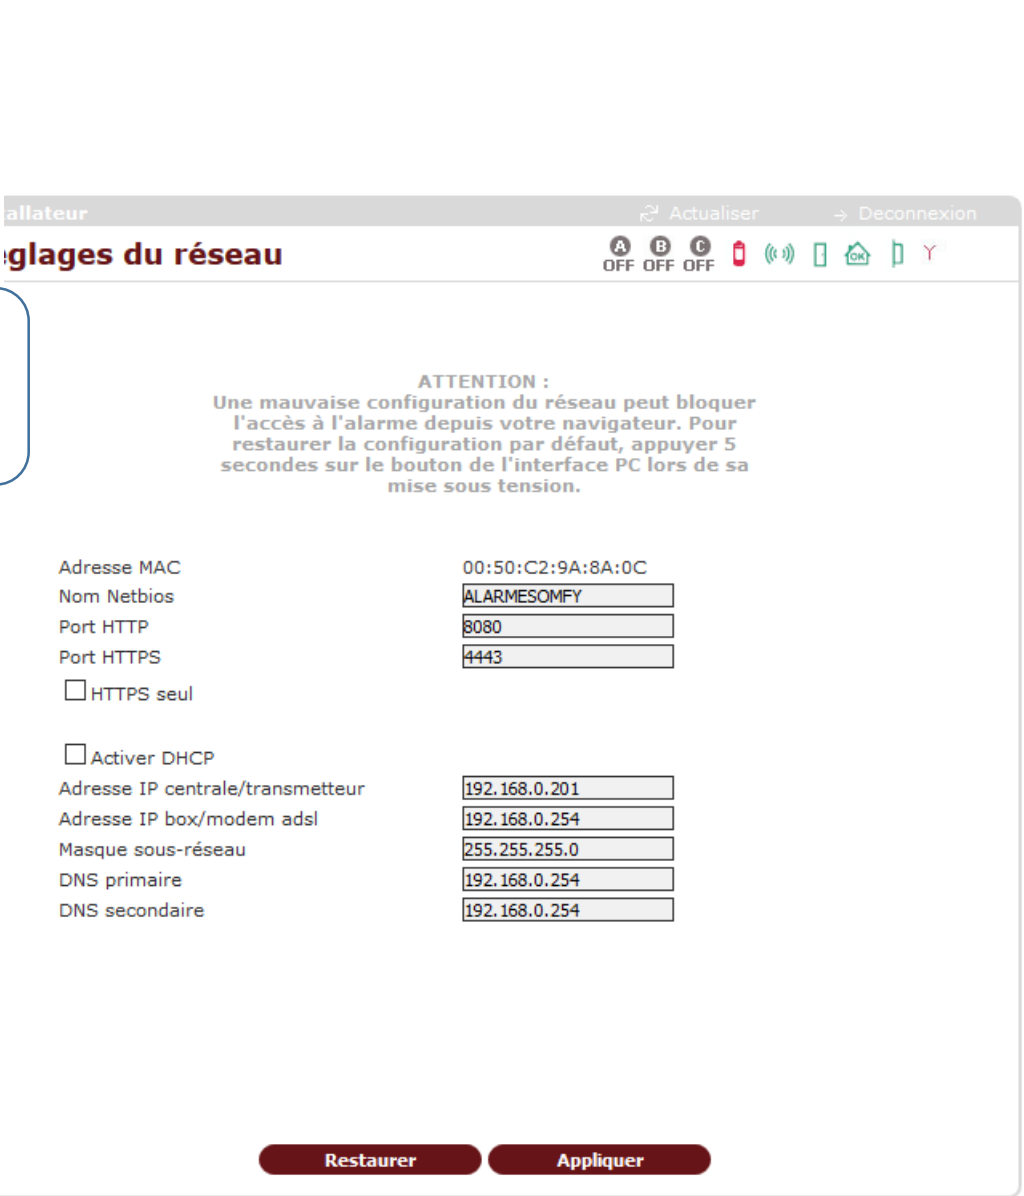 allateur Actualiser Deconnexion
glages du réseau
A B C
OFF OFF OFF
OK
ATTENTION :
Une mauvaise configuration du réseau peut bloquer
l'accès à l'alarme depuis votre navigateur. Pour
restaurer la configuration par défaut, appuyer 5
secondes sur le bouton de l'interface PC lors de sa
mise sous tension.
Adresse MAC 00:50:C2:9A:8A:0C
Nom Netbios ALARMESOMFY
Port HTTP 8080
Port HTTPS 4443
HTTPS seul
Activer DHCP
Adresse IP centrale/transmetteur 192.168.0.201
Adresse IP box/modem adsl 192.168.0.254
Masque sous-réseau 255.255.255.0
DNS primaire 192.168.0.254
DNS secondaire 192.168.0.254
Restaurer Appliquer